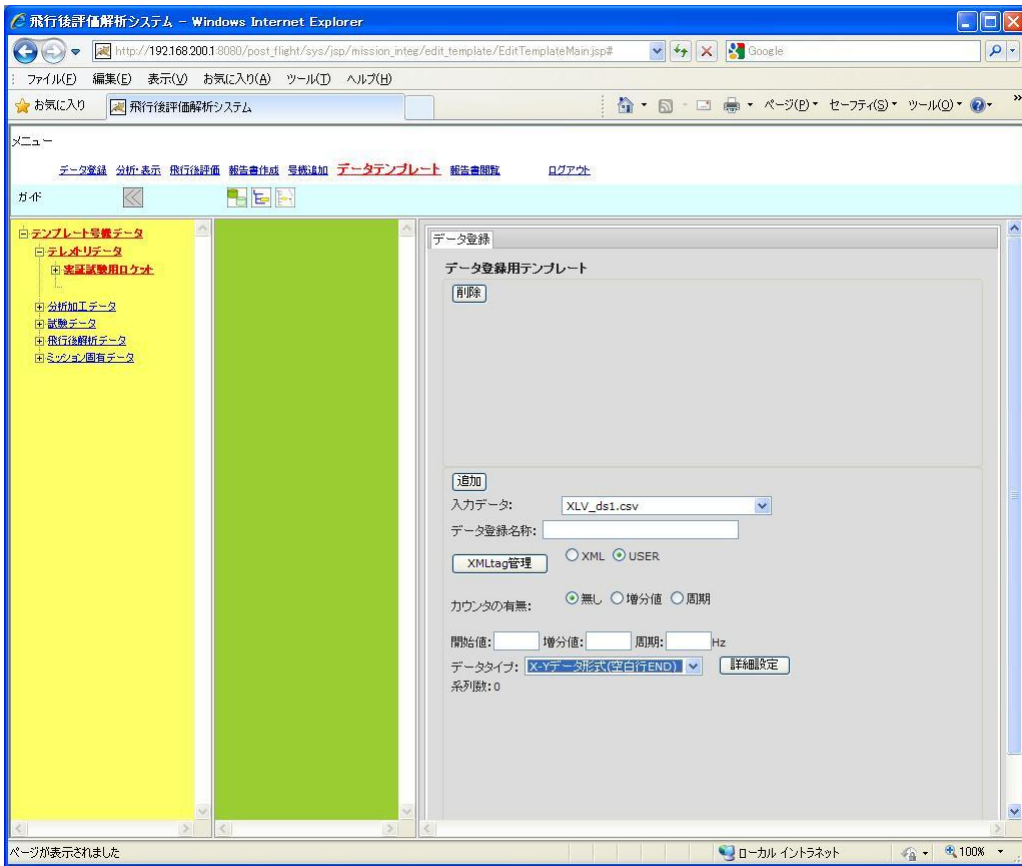 飛行後評価解析システム - Windows Internet Explorer
http://192.168.200.1:8080/post_flight/sys/jsp/mission_integ/edit_template/EditTemplateMain.jsp#
Google
ファイル(F) 編集(E) 表示(V) お気に入り(A) ツール(T) ヘルプ(H)
お気に入り 飛行後評価解析システム ページ(P) セーフティ(S) ツール(O)
メニュー
データ登録 分析・表示 飛行後評価 報告書作成 号機追加 データテンプレート 報告書閲覧 ログアウト
ガイド
テンプレート号機データ
テレメトリデータ
実証試験用ロケット
分析加工データ
試験データ
飛行後解析データ
ミッション固有データ
データ登録
データ登録用テンプレート
削除
追加
入力データ: XLV_ds1.csv
データ登録名称:
XMLtag管理 XML USER
カウンタの有無: 無し 増分値 周期
開始値: 増分値: 周期: Hz
データタイプ: X-Yデータ形式(空白行END) 詳細設定
系列数:0
ページが表示されました ローカル イントラネット 100%